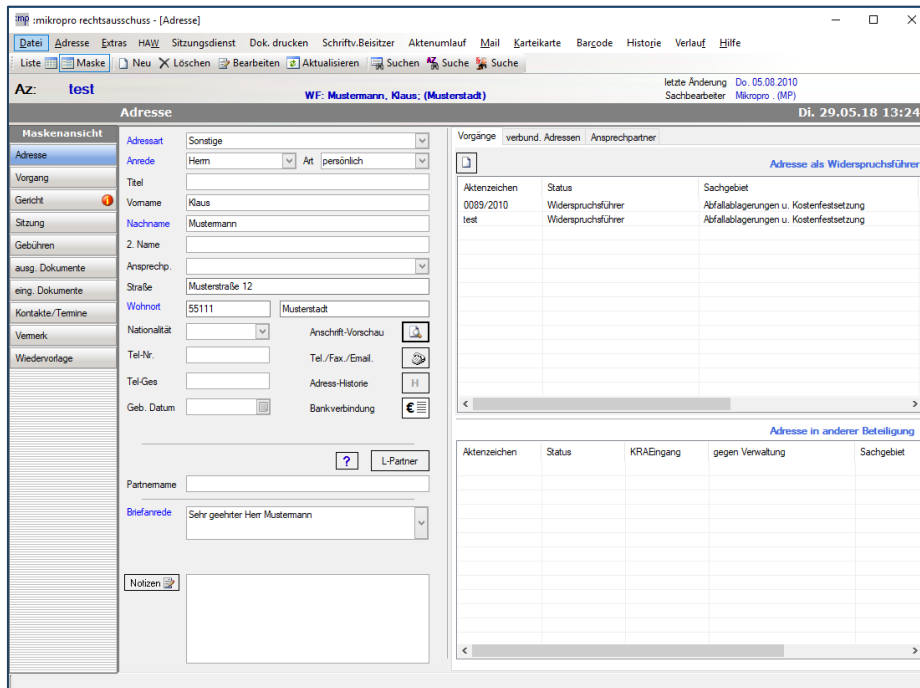 :mp :mikropro rechtsausschuss - [Adresse]
Datei Adresse Extras HAW Sitzungsdienst Dok. drucken Schriftv.Beisitzer Aktenumlauf Mail Karteikarte Barcode Historie Verlauf Hilfe
Liste Maske Neu Löschen Bearbeiten Aktualisieren Suchen AZ Suche Suche
Az: test
WF: Mustermann, Klaus; (Musterstadt)
letzte Änderung Do. 05.08.2010
Sachbearbeiter Mikropro . (MP)
Adresse Di. 29.05.18 13:24
Maskenansicht
Adresse
Vorgang
Gericht
Sitzung
Gebühren
ausg. Dokumente
eing. Dokumente
Kontakte/Termine
Vermerk
Wiedervorlage
Adressart Sonstige
Anrede Herrn Art persönlich
Titel
Vorname Klaus
Nachname Mustermann
2. Name
Ansprechp.
Straße Musterstraße 12
Wohnort 55111 Musterstadt
Nationalität Anschrift-Vorschau
Tel-Nr. Tel./Fax./Email.
Tel-Ges Adress-Historie H
Geb. Datum Bankverbindung €
? L-Partner
Partnername
Briefanrede Sehr geehrter Herr Mustermann
Notizen
Vorgänge verbund. Adressen Ansprechpartner
Adresse als Widerspruchsführer
Aktenzeichen Status Sachgebiet
0089/2010 Widerspruchsführer Abfallablagerungen u. Kostenfestsetzung
test Widerspruchsführer Abfallablagerungen u. Kostenfestsetzung
Adresse in anderer Beteiligung
Aktenzeichen Status KRAEingang gegen Verwaltung Sachgebiet